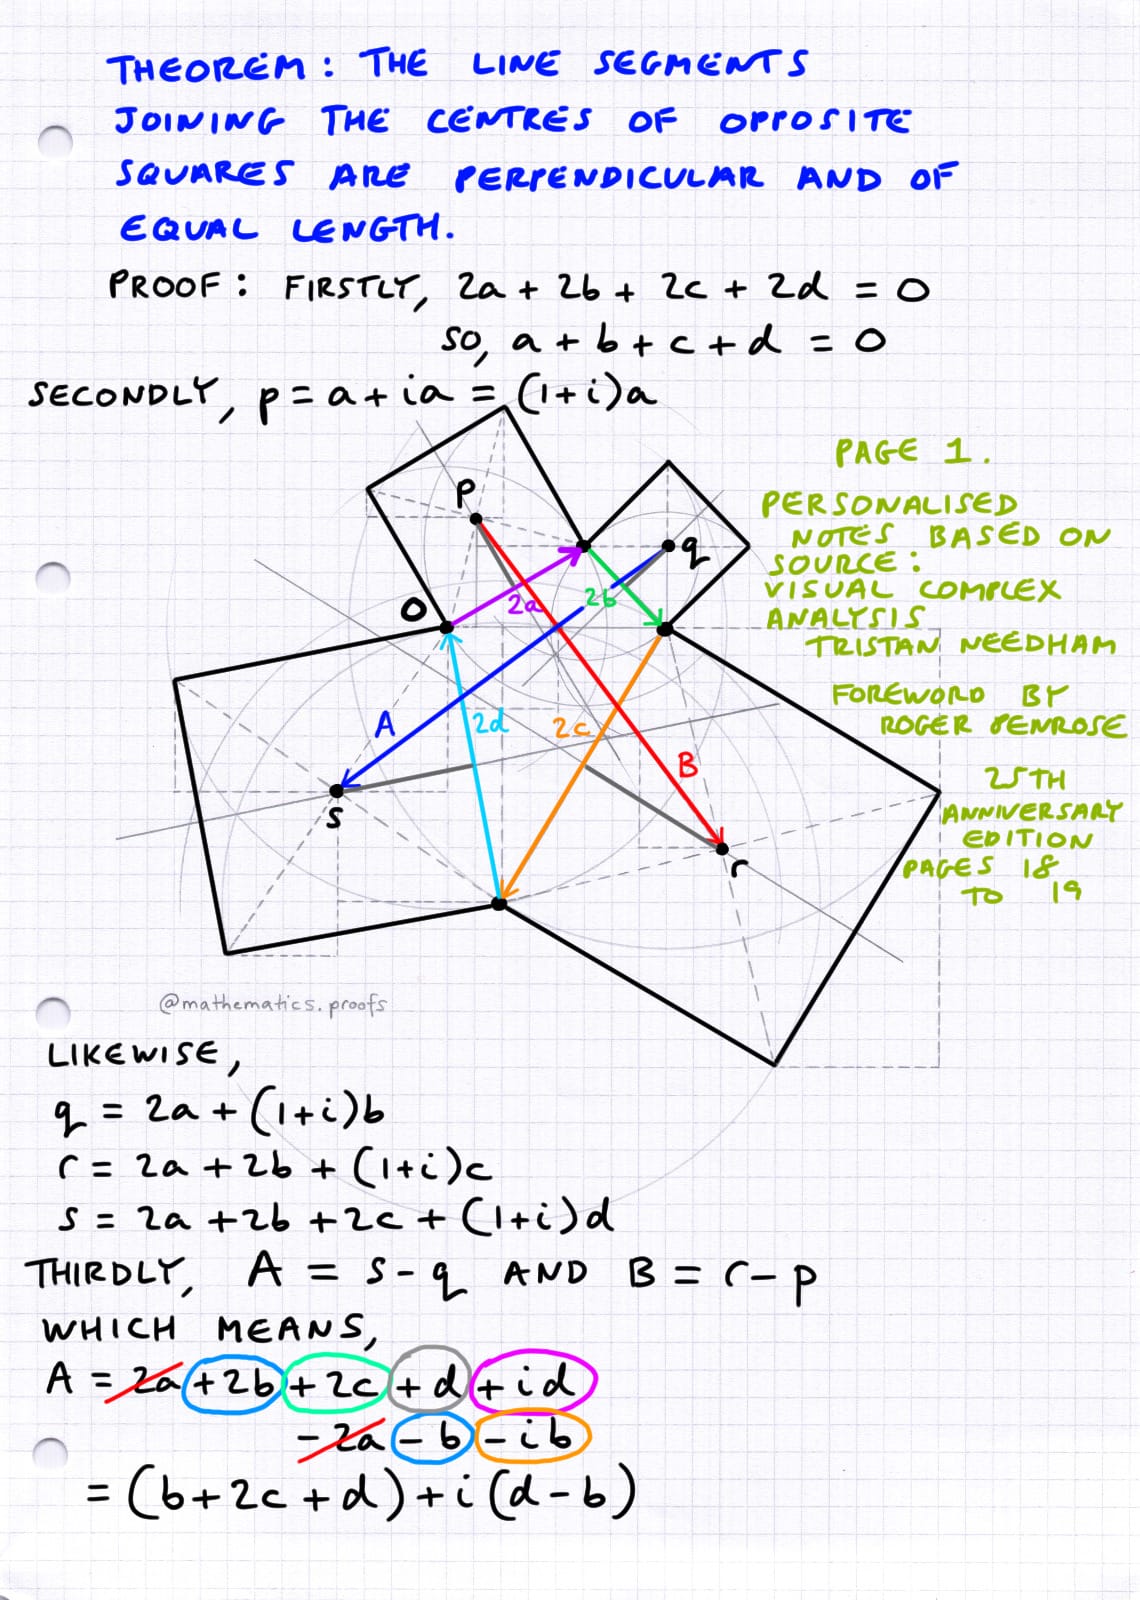 THEOREM: THE LINE SEGMENTS
JOINING THE CENTRES OF OPPOSITE
SQUARES ARE PERPENDICULAR AND OF
EQUAL LENGTH.
PROOF: FIRSTLY, 2a + 2b + 2c + 2d = 0
SO, a + b + c + d = 0
SECONDLY, p = a + ia = (1+i)a
PAGE 1.
PERSONALISED
NOTES BASED ON
SOURCE:
VISUAL COMPLEX
ANALYSIS
TRISTAN NEEDHAM
FOREWORD BY
ROGER PENROSE
25TH
ANNIVERSARY
EDITION
PAGES 18
TO 19
p
q
O
2a
2b
A
2d
2c
B
s
r
@mathematics.proofs
LIKEWISE,
q = 2a + (1+i)b
r = 2a + 2b + (1+i)c
s = 2a + 2b + 2c + (1+i)d
THIRDLY, A = s - q AND B = r - p
WHICH MEANS,
A = 2a + 2b + 2c + d + id
- 2a - b - ib
= (b + 2c + d) + i(d - b)